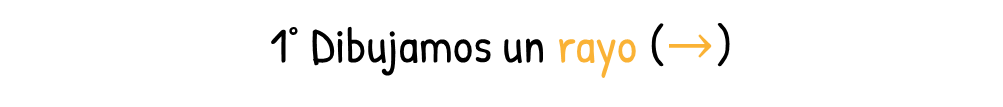 1° Dibujamos un rayo (→)